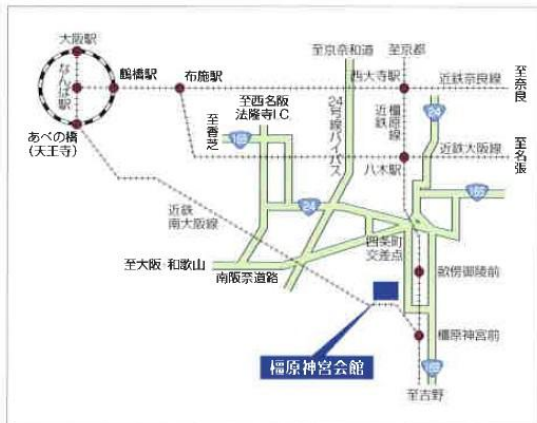 大阪駅
なんば駅
鶴橋駅
布施駅
あべの橋
(天王寺)
至京奈和道
至京都
西大寺駅
近鉄奈良線
至奈良
至西名阪
法隆寺I.C.
至香芝
168
24号線バイパス
近鉄
橿原線
24
近鉄大阪線
至名張
八木駅
165
24
近鉄
南大阪線
四条町
交差点
至大阪・和歌山
南阪奈道路
畝傍御陵前
橿原神宮前
橿原神宮会館
169
至吉野